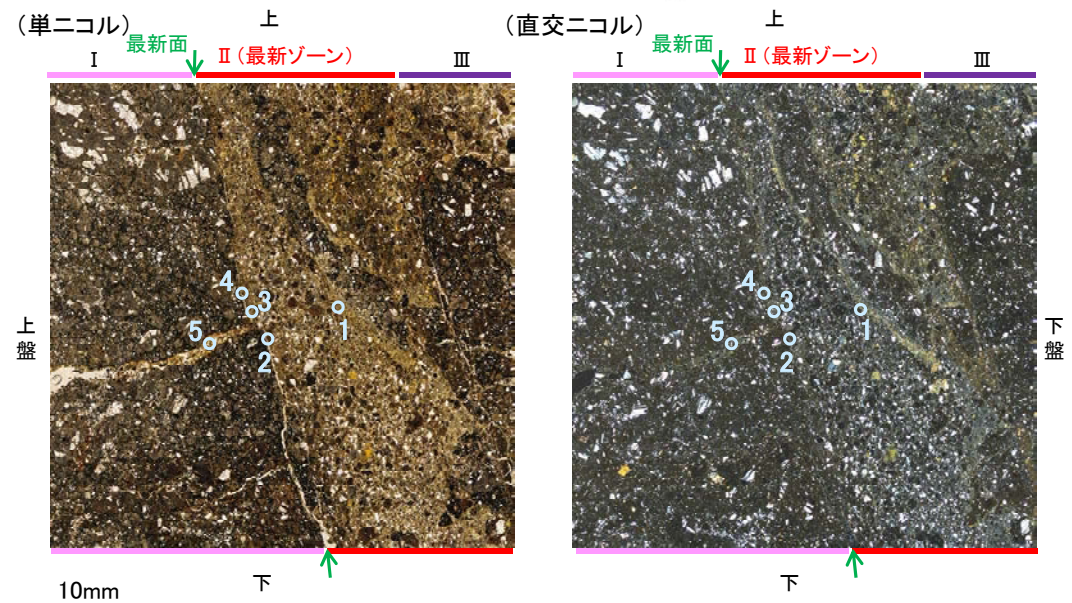 (単ニコル)
上
最新面
Ⅰ
Ⅱ(最新ゾーン)
Ⅲ
上盤
4
3
5
2
1
下
10mm
(直交ニコル)
上
最新面
Ⅰ
Ⅱ(最新ゾーン)
Ⅲ
4
3
5
2
1
下盤
下